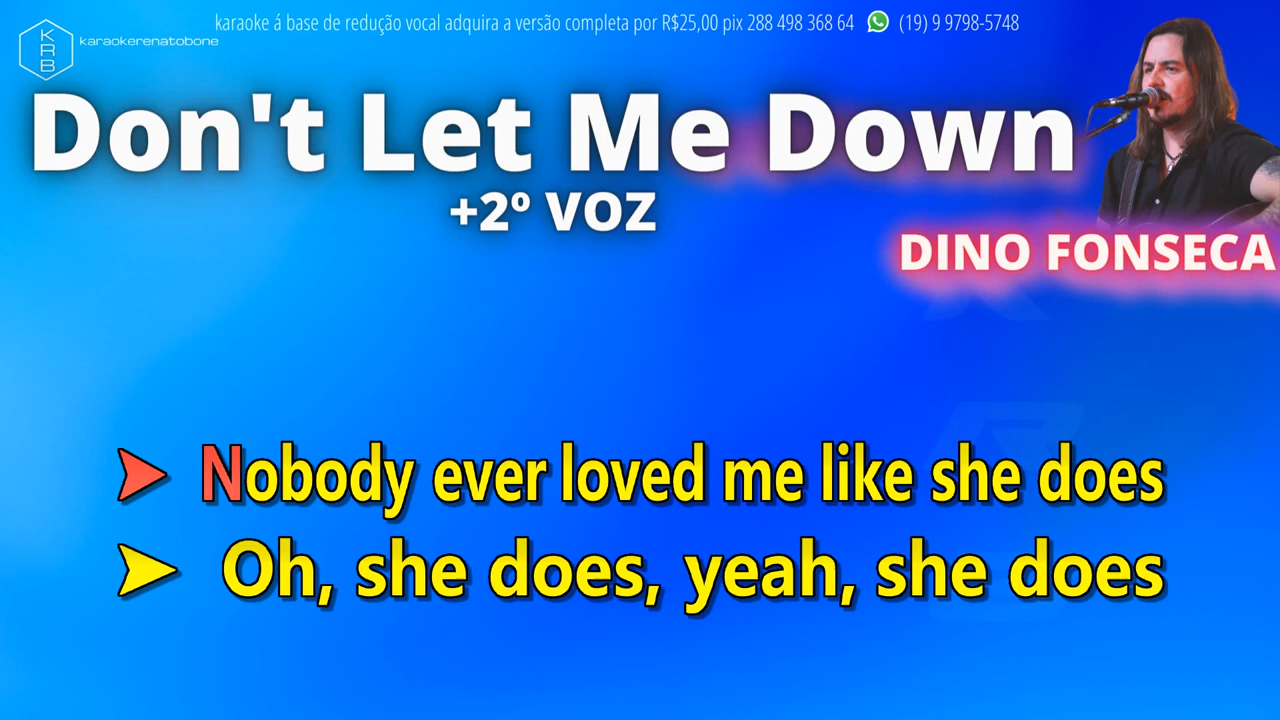 karaoke á base de redução vocal adquira a versão completa por R$25,00 pix 288 498 368 64 (19) 9 9798-5748
K
R
B
karaokerenatobone
Don't Let Me Down
+2º VOZ
DINO FONSECA
Nobody ever loved me like she does
Oh, she does, yeah, she does